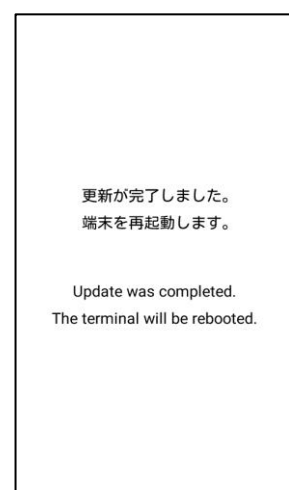 更新が完了しました。
端末を再起動します。
Update was completed.
The terminal will be rebooted.